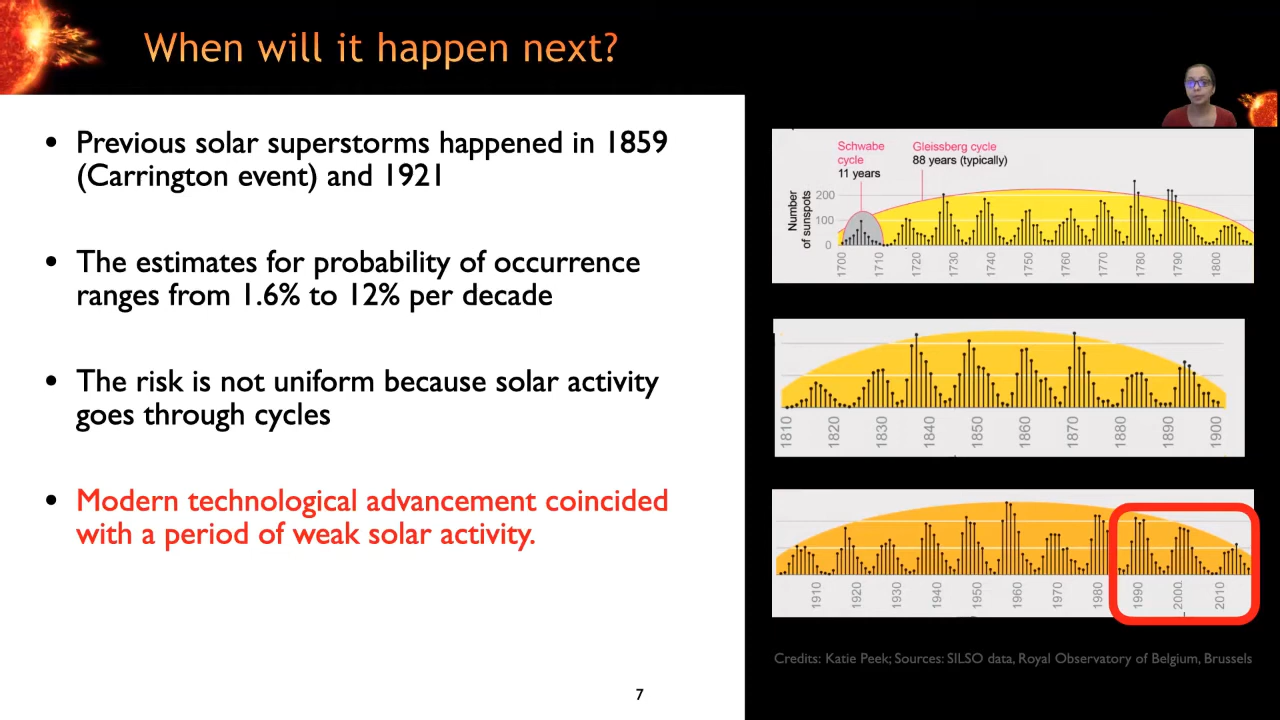 When will it happen next?
• Previous solar superstorms happened in 1859
(Carrington event) and 1921
• The estimates for probability of occurrence
ranges from 1.6% to 12% per decade
• The risk is not uniform because solar activity
goes through cycles
• Modern technological advancement coincided
with a period of weak solar activity.
7
Schwabe
cycle
11 years
Gleissberg cycle
88 years (typically)
Number
of sunspots
200
100
0
1700 1710 1720 1730 1740 1750 1760 1770 1780 1790 1800
1810 1820 1830 1840 1850 1860 1870 1880 1890 1900
1910 1920 1930 1940 1950 1960 1970 1980 1990 2000 2010
Credits: Katie Peek; Sources: SILSO data, Royal Observatory of Belgium, Brussels